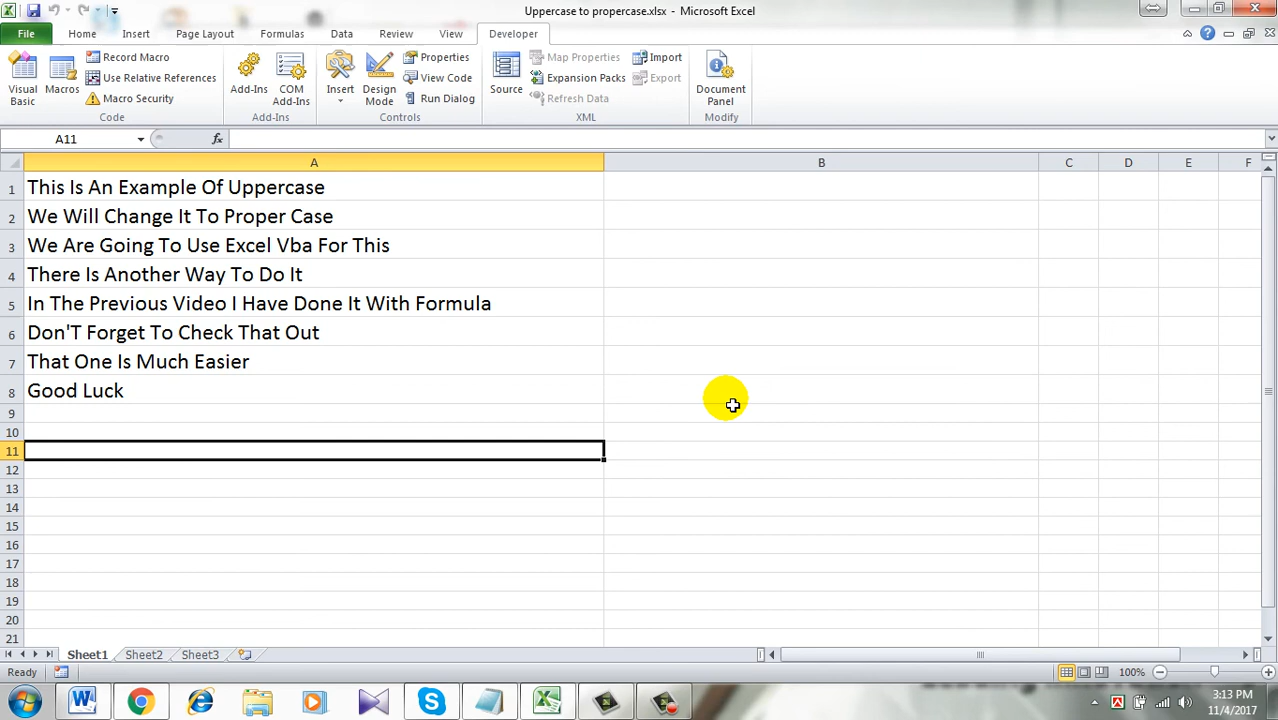 Uppercase to propercase.xlsx - Microsoft Excel
File Home Insert Page Layout Formulas Data Review View Developer
Visual Basic
Macros
Record Macro
Use Relative References
Macro Security
Code
Add-Ins
COM Add-Ins
Add-Ins
Insert
Design Mode
Properties
View Code
Run Dialog
Controls
Source
Map Properties
Expansion Packs
Refresh Data
Import
Export
XML
Document Panel
Modify
A11 fx
A B C D E F
1 This Is An Example Of Uppercase
2 We Will Change It To Proper Case
3 We Are Going To Use Excel Vba For This
4 There Is Another Way To Do It
5 In The Previous Video I Have Done It With Formula
6 Don'T Forget To Check That Out
7 That One Is Much Easier
8 Good Luck
9
10
11
12
13
14
15
16
17
18
19
20
21
Sheet1 Sheet2 Sheet3
Ready 100%
3:13 PM
11/4/2017